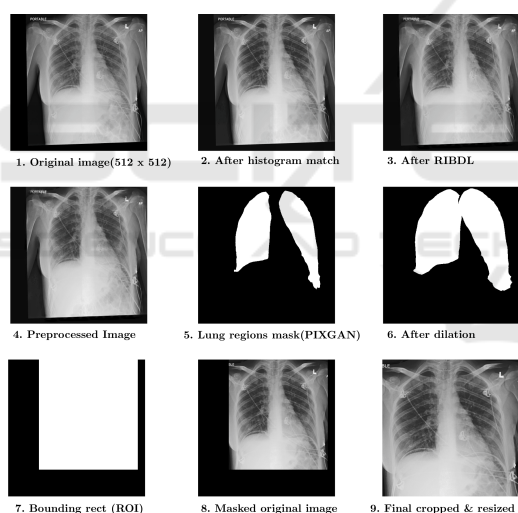 PORTABLE
L
PORTABLE
L
PORTABLE
L
1. Original image(512 x 512)
2. After histogram match
3. After RIBDL
PORTABLE
L
4. Preprocessed Image
5. Lung regions mask(PIXGAN)
6. After dilation
L
BLE
L
7. Bounding rect (ROI)
8. Masked original image
9. Final cropped & resized